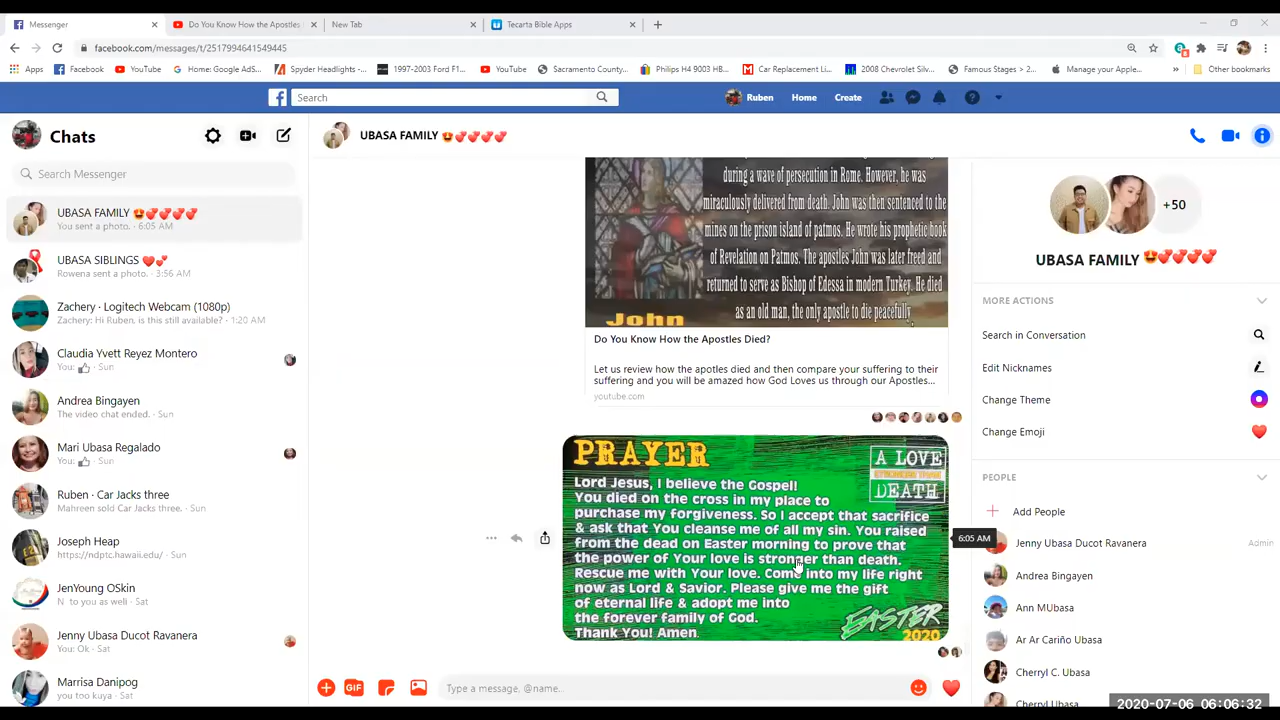 Messenger
Do You Know How the Apostles
New Tab
Tecarta Bible Apps
facebook.com/messages/t/2517994641549445
Apps
Facebook
YouTube
Home: Google AdS...
Spyder Headlights -...
1997-2003 Ford F1...
YouTube
Sacramento County...
Philips H4 9003 HB...
Car Replacement Li...
2008 Chevrolet Silv...
Famous Stages > 2...
Manage your Apple...
Other bookmarks
Search
Ruben
Home
Create
Chats
Search Messenger
UBASA FAMILY 😍💕💕💕💕
You sent a photo. · 6:05 AM
UBASA SIBLINGS ❤️💕
Rowena sent a photo. · 3:56 AM
Zachery · Logitech Webcam (1080p)
Zachery: Hi Ruben, is this still available? · 1:20 AM
Claudia Yvett Reyez Montero
You: 👍 · Sun
Andrea Bingayen
The video chat ended. · Sun
Mari Ubasa Regalado
You: 👍 · Sun
Ruben · Car Jacks three
Mahreen sold Car Jacks three. · Sun
Joseph Heap
https://ndptc.hawaii.edu/ · Sun
JenYoung OSkin
N to you as well · Sat
Jenny Ubasa Ducot Ravanera
You: Ok · Sat
Marrisa Danipog
you too kuya · Sat
UBASA FAMILY 😍💕💕💕💕
during a wave of persecution in Rome. However, he was
miraculously delivered from death. John was then sentenced to the
mines on the prison island of patmos. He wrote his prophetic book
of Revelation on Patmos. The apostles John was later freed and
returned to serve as Bishop of Edessa in modern Turkey. He died
as an old man, the only apostle to die peacefully.
John
Do You Know How the Apostles Died?
Let us review how the apotles died and then compare your suffering to their
suffering and you will be amazed how God Loves us through our Apostles...
youtube.com
PRAYER
A LOVE
STRONGER THAN
DEATH
Lord Jesus, I believe the Gospel!
You died on the cross in my place to
purchase my forgiveness. So I accept that sacrifice
& ask that You cleanse me of all my sin. You raised
from the dead on Easter morning to prove that
the power of Your love is stronger than death.
Rescue me with Your love. Come into my life right
now as Lord & Savior. Please give me the gift
of eternal life & adopt me into
the forever family of God.
Thank You! Amen.
EASTER
2020
6:05 AM
GIF
Type a message, @name...
+50
UBASA FAMILY 😍💕💕💕💕
MORE ACTIONS
Search in Conversation
Edit Nicknames
Change Theme
Change Emoji
PEOPLE
Add People
Jenny Ubasa Ducot Ravanera
Admin
Andrea Bingayen
Ann MUbasa
Ar Ar Cariño Ubasa
Cherryl C. Ubasa
Cherryl Ubasa
2020-07-06 06:06:32